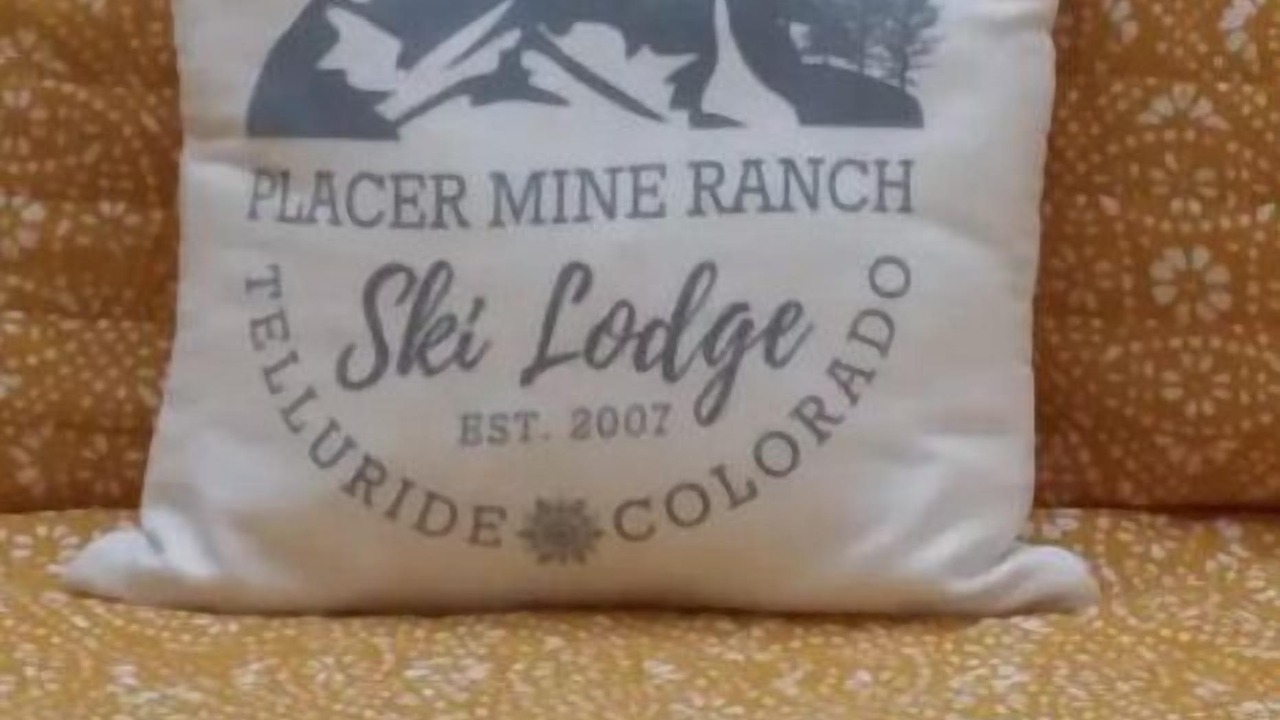 PLACER MINE RANCH
Ski Lodge
EST. 2007
TELLURIDE COLORADO